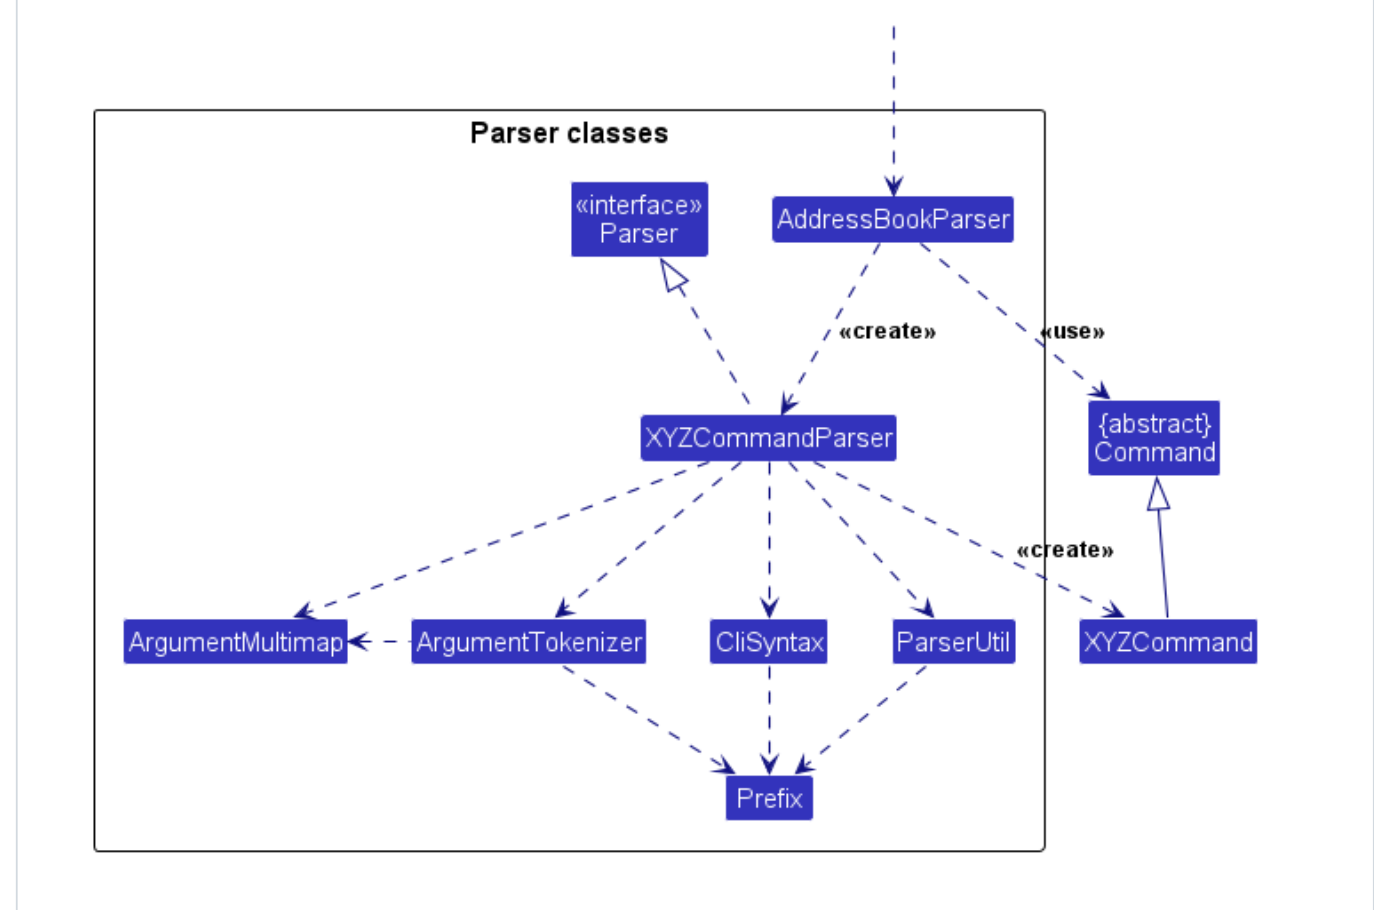 Parser classes
«interface»
Parser
AddressBookParser
«create»
«use»
XYZCommandParser
{abstract}
Command
«create»
ArgumentMultimap
ArgumentTokenizer
CliSyntax
ParserUtil
XYZCommand
Prefix